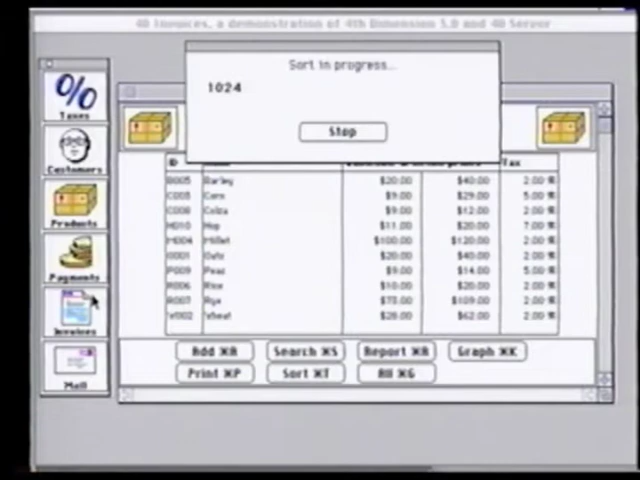 4D Invoices, a demonstration of 4th Dimension 3.0 and 4D Server
Sort in progress...
1024
Stop
Taxes
Customers
Products
Payments
Invoices
Mail
ID Tax
B005 Barley $20.00 $40.00 2.00 %
C003 Corn $9.00 $29.00 5.00 %
C008 Colza $9.00 $12.00 2.00 %
H010 Hop $11.00 $20.00 7.00 %
M004 Millet $100.00 $120.00 2.00 %
O001 Oats $20.00 $40.00 2.00 %
P009 Peas $9.00 $14.00 5.00 %
R006 Rice $10.00 $20.00 2.00 %
R007 Rye $73.00 $109.00 2.00 %
W002 Wheat $28.00 $62.00 2.00 %
Add ⌘A Search ⌘S Report ⌘R Graph ⌘K
Print ⌘P Sort ⌘T All ⌘G